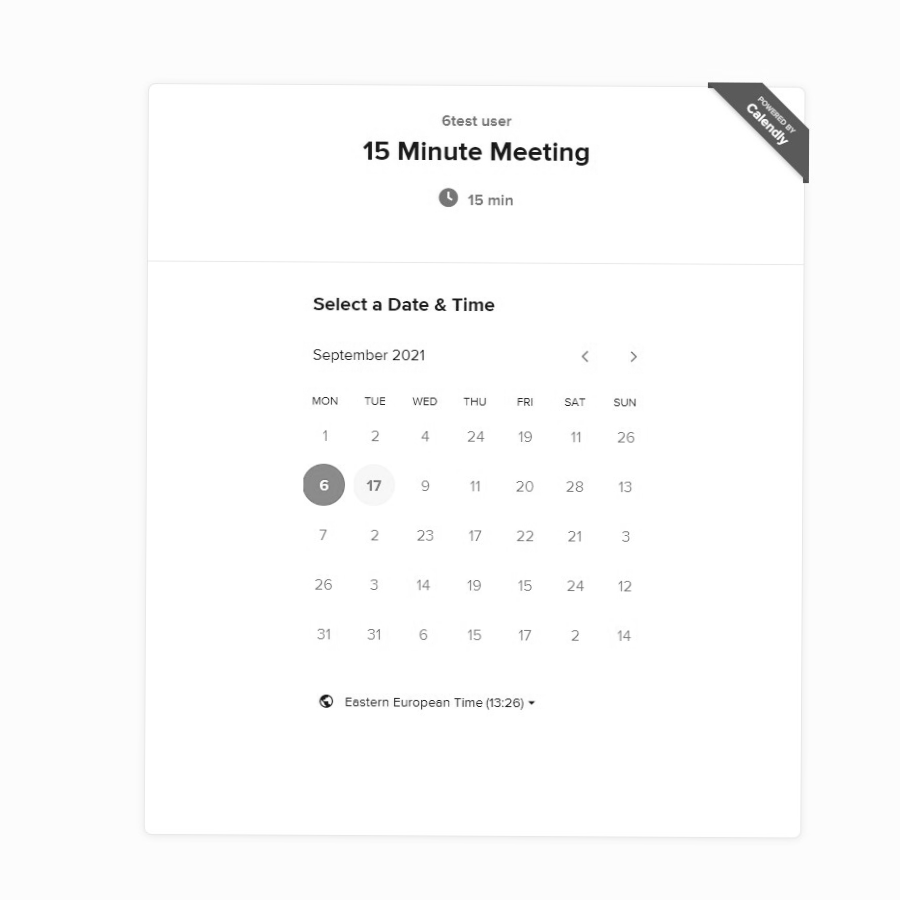 POWERED BY
Calendly
6test user
15 Minute Meeting
15 min
Select a Date & Time
September 2021
MON TUE WED THU FRI SAT SUN
1 2 4 24 19 11 26
6 17 9 11 20 28 13
7 2 23 17 22 21 3
26 3 14 19 15 24 12
31 31 6 15 17 2 14
Eastern European Time (13:26)